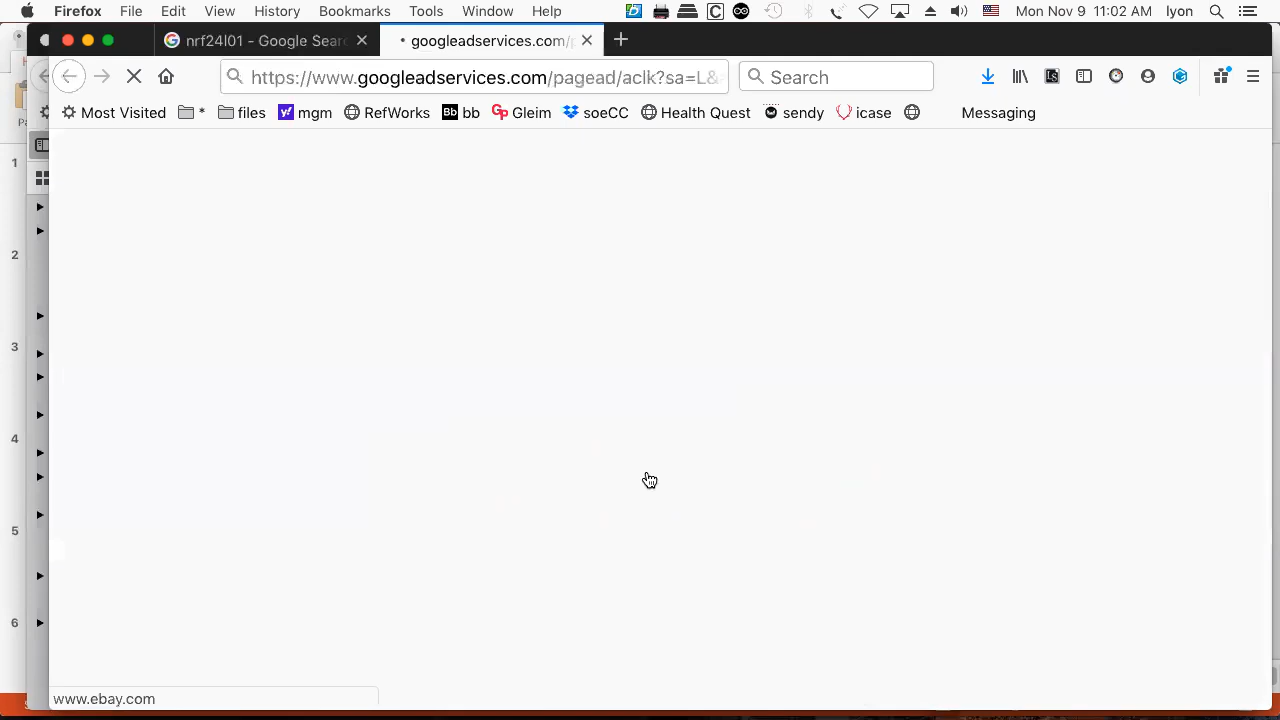 Firefox File Edit View History Bookmarks Tools Window Help Mon Nov 9 11:02 AM lyon
nrf24l01 - Google Sear googleadservices.com/
https://www.googleadservices.com/pagead/aclk?sa=L& Search
Most Visited * files mgm RefWorks Bb bb Gp Gleim soeCC Health Quest sendy icase Messaging
1
2
3
4
5
6
www.ebay.com